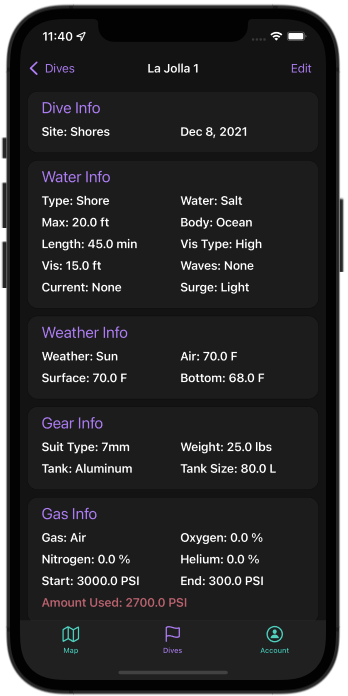 11:40
Dives La Jolla 1 Edit
Dive Info
Site: Shores Dec 8, 2021
Water Info
Type: Shore Water: Salt
Max: 20.0 ft Body: Ocean
Length: 45.0 min Vis Type: High
Vis: 15.0 ft Waves: None
Current: None Surge: Light
Weather Info
Weather: Sun Air: 70.0 F
Surface: 70.0 F Bottom: 68.0 F
Gear Info
Suit Type: 7mm Weight: 25.0 lbs
Tank: Aluminum Tank Size: 80.0 L
Gas Info
Gas: Air Oxygen: 0.0 %
Nitrogen: 0.0 % Helium: 0.0 %
Start: 3000.0 PSI End: 300.0 PSI
Amount Used: 2700.0 PSI
Map Dives Account